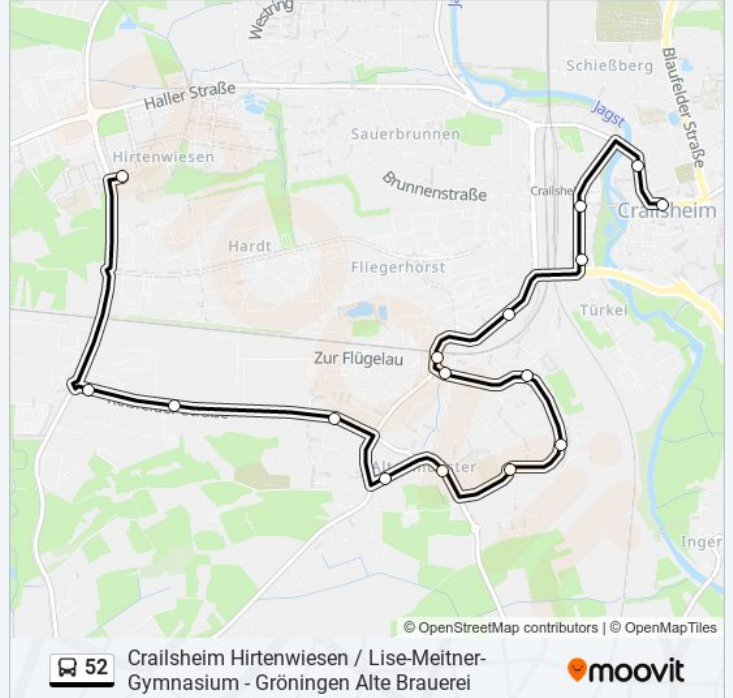 Westring
Schießberg
Blaufelder Straße
Haller Straße
Jagst
Sauerbrunnen
Hirtenwiesen
Brunnenstraße
Crailshe
Crailsheim
Hardt
Fliegerhorst
Türkei
Zur Flügelau
Inger
© OpenStreetMap contributors | © OpenMapTiles
52
Crailsheim Hirtenwiesen / Lise-Meitner-
Gymnasium - Gröningen Alte Brauerei
moovit